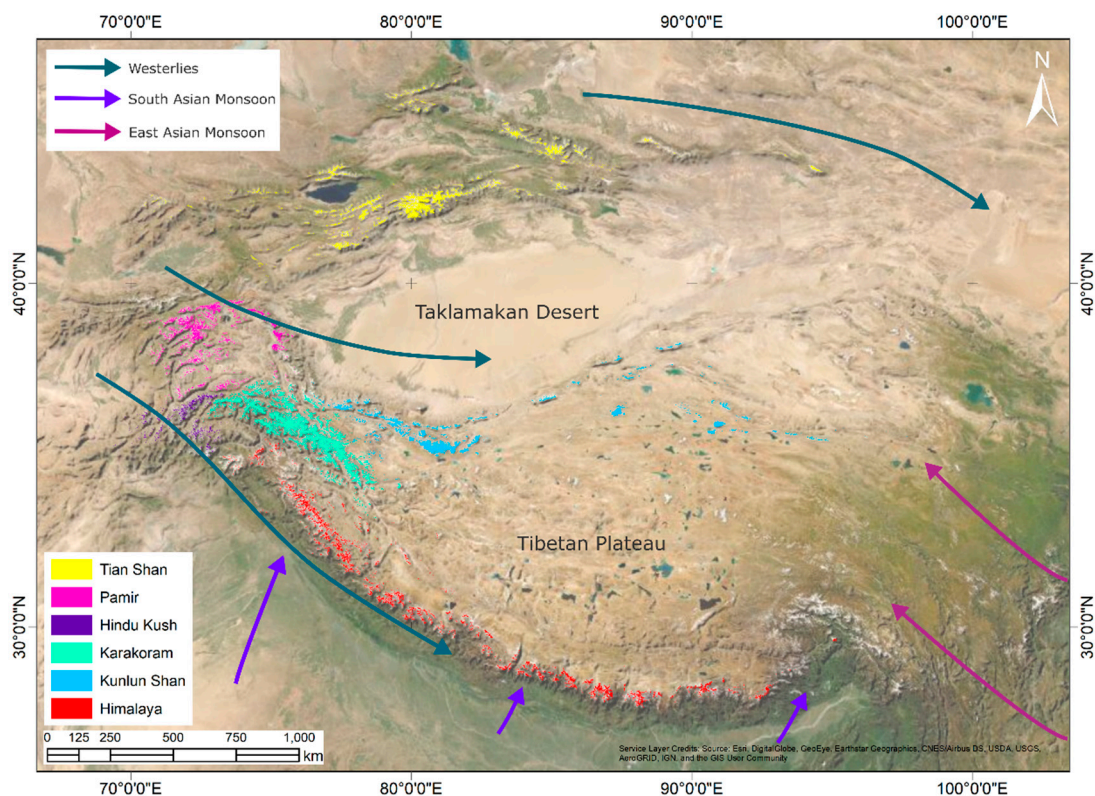 70°0'0"E 80°0'0"E 90°0'0"E 100°0'0"E
Westerlies
South Asian Monsoon
East Asian Monsoon
N
40°0'0"N 40°0'0"N
Taklamakan Desert
Tibetan Plateau
30°0'0"N 30°0'0"N
Tian Shan
Pamir
Hindu Kush
Karakoram
Kunlun Shan
Himalaya
0 125 250 500 750 1,000
km
Service Layer Credits: Source: Esri, DigitalGlobe, GeoEye, Earthstar Geographics, CNES/Airbus DS, USDA, USGS,
AeroGRID, IGN, and the GIS User Community
70°0'0"E 80°0'0"E 90°0'0"E 100°0'0"E